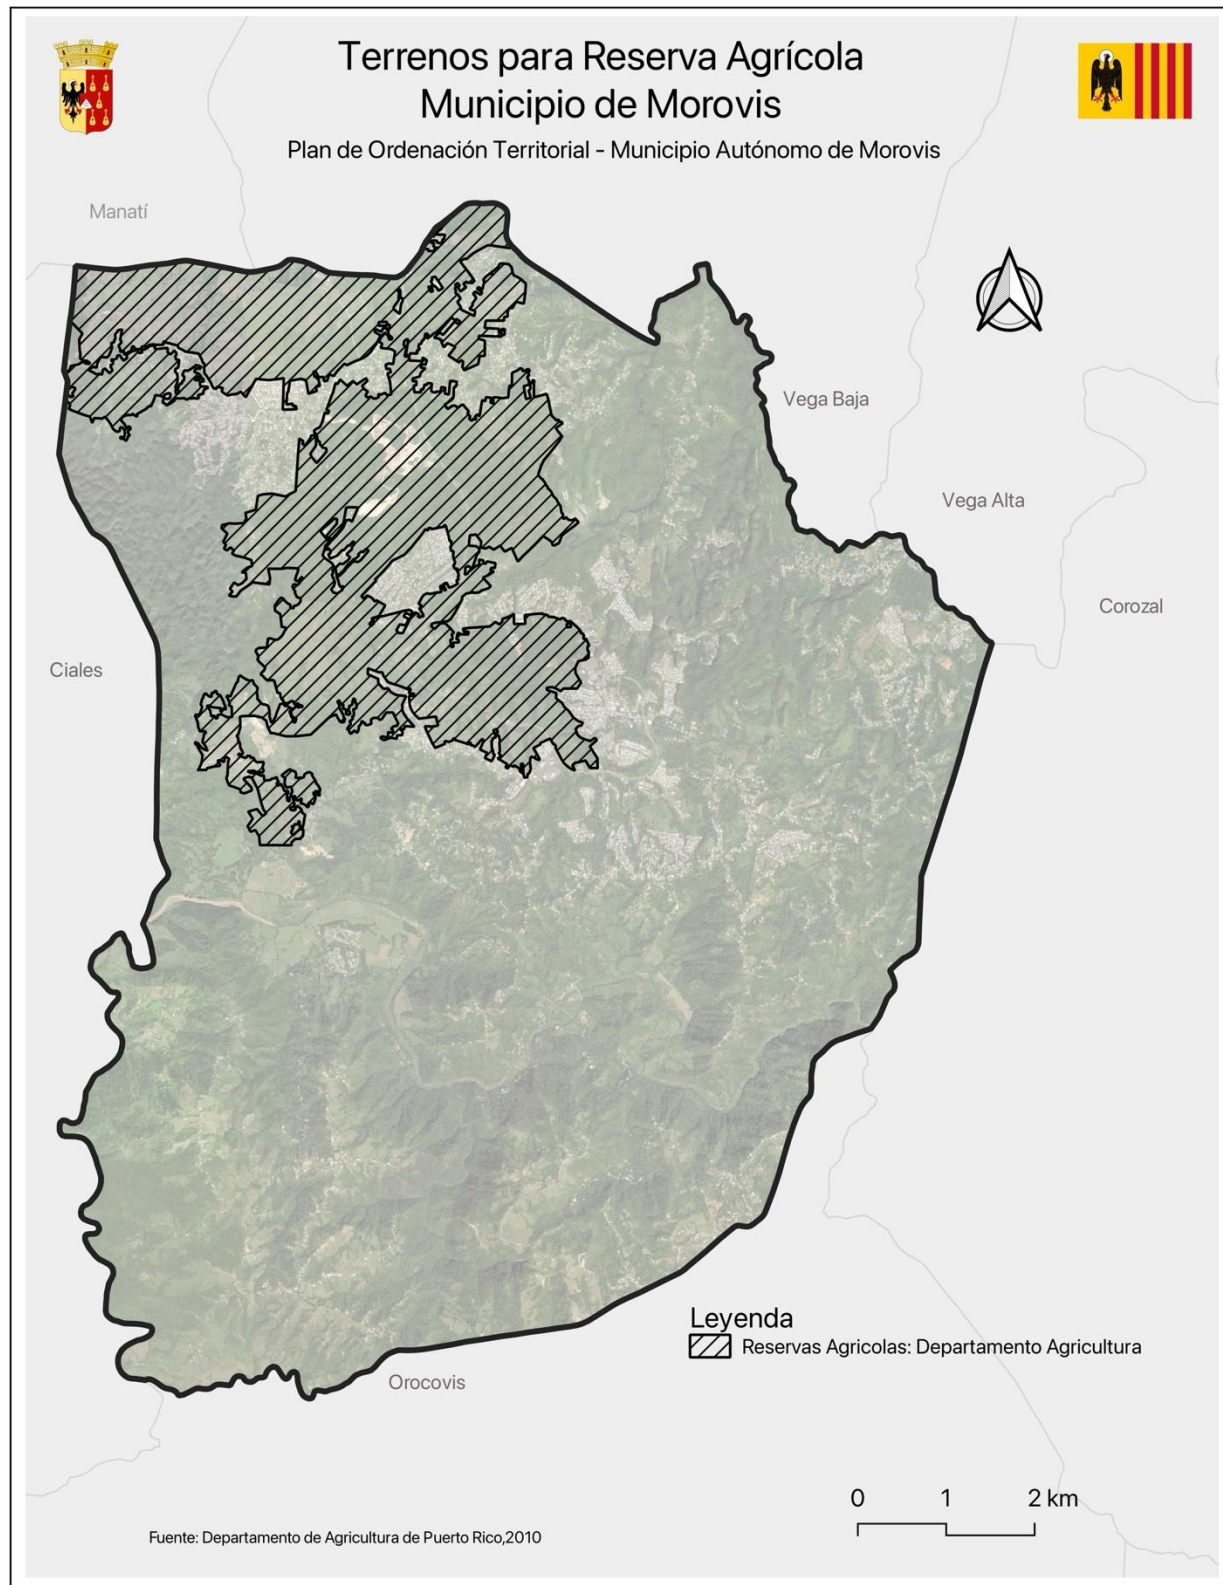 Terrenos para Reserva Agrícola
Municipio de Morovis
Plan de Ordenación Territorial - Municipio Autónomo de Morovis
Manatí
Vega Baja
Vega Alta
Corozal
Ciales
Leyenda
Reservas Agricolas: Departamento Agricultura
Orocovis
0 1 2 km
Fuente: Departamento de Agricultura de Puerto Rico,2010